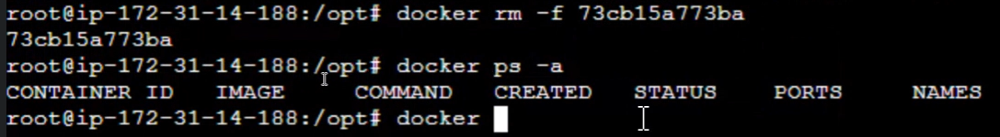 root@ip-172-31-14-188:/opt# docker rm -f 73cb15a773ba
73cb15a773ba
root@ip-172-31-14-188:/opt# docker ps -a
CONTAINER ID   IMAGE     COMMAND   CREATED   STATUS    PORTS     NAMES
root@ip-172-31-14-188:/opt# docker